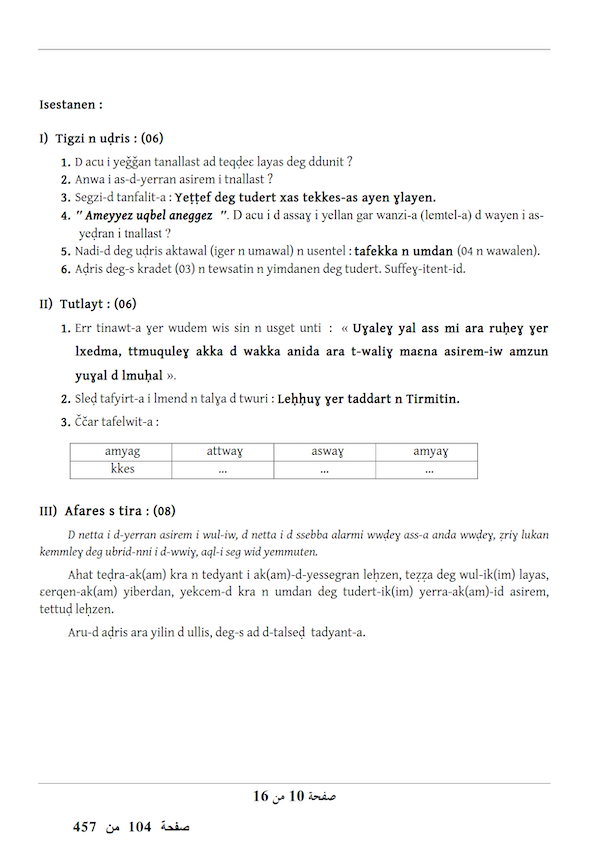 Isestanen :
I) Tigzi n uḍris : (06)
1. D acu i yeǧǧan tanallast ad teqḍeɛ layas deg ddunit ?
2. Anwa i as-d-yerran asirem i tnallast ?
3. Segzi-d tanfalit-a : Yeṭṭef deg tudert xas tekkes-as ayen ɣlayen.
4. " Ameyyez uqbel aneggez ". D acu i d assaɣ i yellan gar wanzi-a (lemtel-a) d wayen i as-
yeḍran i tnallast ?
5. Nadi-d deg uḍris aktawal (iger n umawal) n usentel : tafekka n umdan (04 n wawalen).
6. Aḍris deg-s kradet (03) n tewsatin n yimdanen deg tudert. Suffeɣ-itent-id.
II) Tutlayt : (06)
1. Err tinawt-a ɣer wudem wis sin n usget unti : « Uɣaleɣ yal ass mi ara ruḥeɣ ɣer
lxedma, ttmuquleɣ akka d wakka anida ara t-waliɣ maɛna asirem-iw amzun
yuɣal d lmuḥal ».
2. Sleḍ tafyirt-a i lmend n talɣa d twuri : Leḥḥuɣ ɣer taddart n Tirmitin.
3. Ččar tafelwit-a :
amyag attwaɣ aswaɣ amyaɣ
kkes ... ... ...
III) Afares s tira : (08)
D netta i d-yerran asirem i wul-iw, d netta i d ssebba alarmi wwḍeɣ ass-a anda wwḍeɣ, ẓriɣ lukan
kemmleɣ deg ubrid-nni i d-wwiɣ, aql-i seg wid yemmuten.
Ahat teḍra-ak(am) kra n tedyant i ak(am)-d-yessegran leḥzen, teẓẓa deg wul-ik(im) layas,
ɛerqen-ak(am) yiberdan, yekcem-d kra n umdan deg tudert-ik(im) yerra-ak(am)-id asirem,
tettuḍ leḥzen.
Aru-d aḍris ara yilin d ullis, deg-s ad d-talseḍ tadyant-a.
صفحة 10 من 16
صفحة 104 من 457